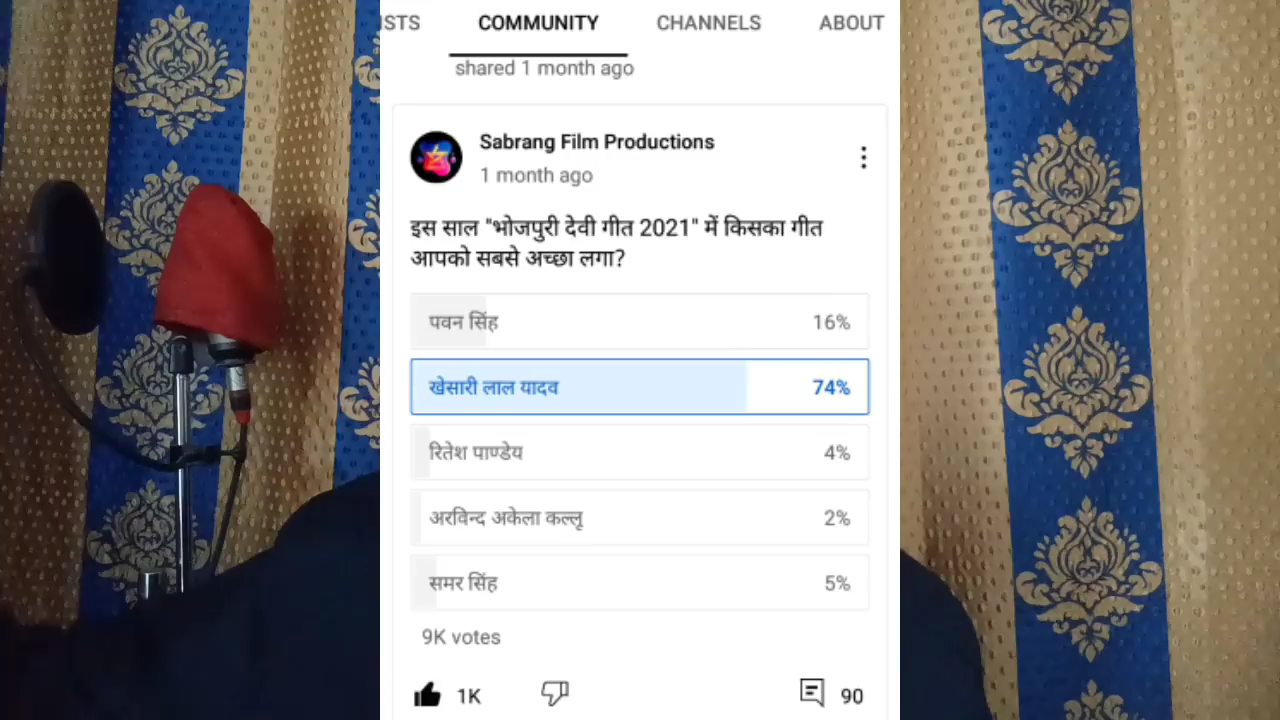 COMMUNITY CHANNELS ABOUT
shared 1 month ago
Sabrang Film Productions
1 month ago
इस साल "भोजपुरी देवी गीत 2021" में किसका गीत
आपको सबसे अच्छा लगा?
पवन सिंह 16%
खेसारी लाल यादव 74%
रितेश पाण्डेय 4%
अरविन्द अकेला कल्लू 2%
समर सिंह 5%
9K votes
1K 90